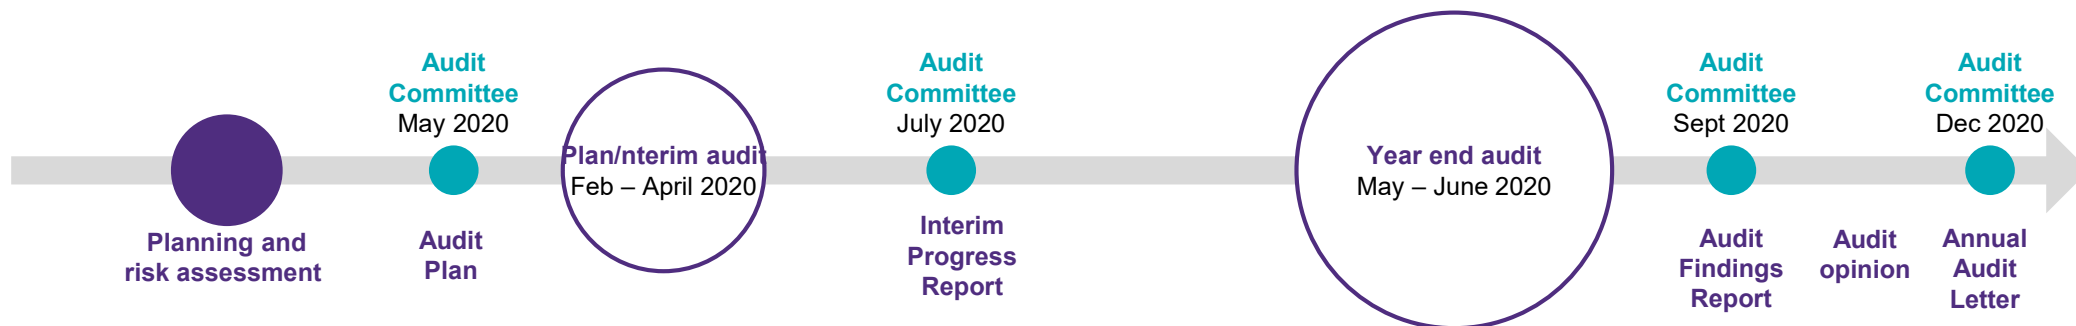 Audit
Committee
May 2020
Audit
Committee
July 2020
Audit
Committee
Sept 2020
Audit
Committee
Dec 2020
Plan/nterim audit
Feb – April 2020
Year end audit
May – June 2020
Planning and
risk assessment
Audit
Plan
Interim
Progress
Report
Audit
Findings
Report
Audit
opinion
Annual
Audit
Letter